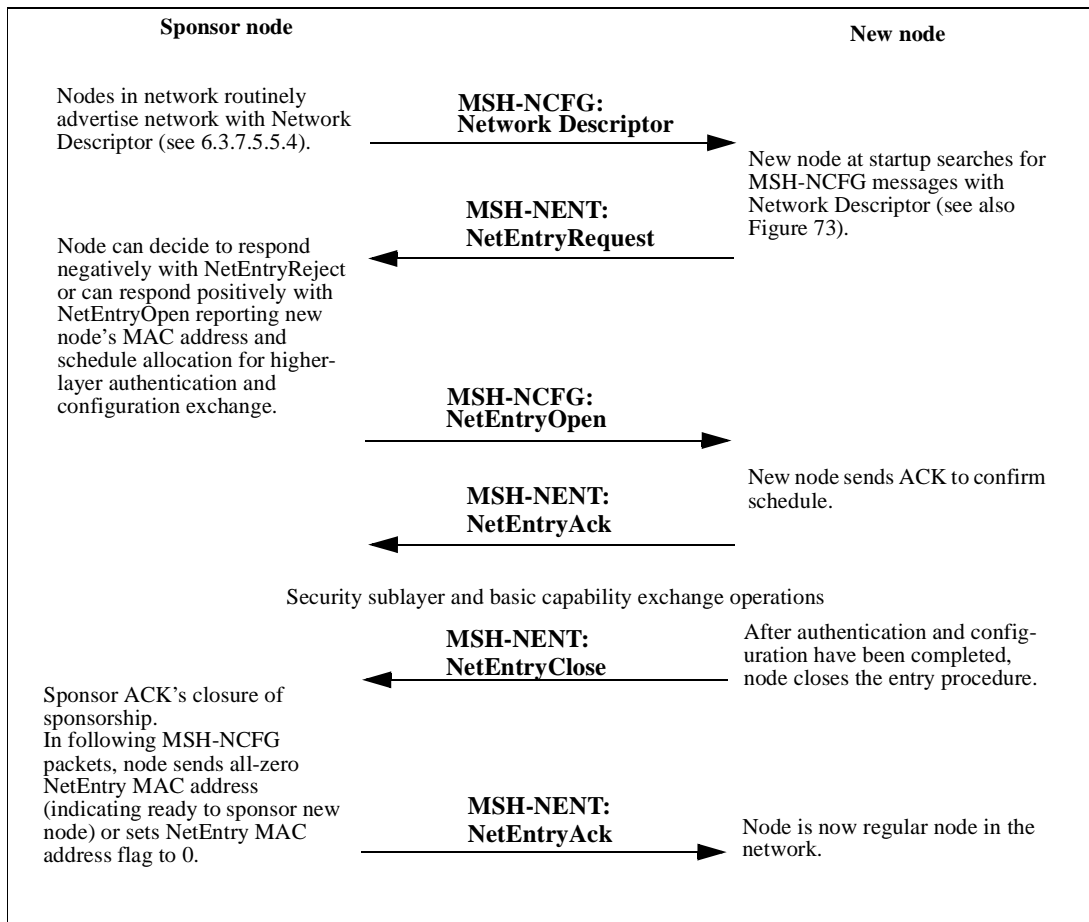 Sponsor node
New node
Nodes in network routinely
advertise network with Network
Descriptor (see 6.3.7.5.5.4).
MSH-NCFG:
Network Descriptor
New node at startup searches for
MSH-NCFG messages with
Network Descriptor (see also
Figure 73).
MSH-NENT:
NetEntryRequest
Node can decide to respond
negatively with NetEntryReject
or can respond positively with
NetEntryOpen reporting new
node’s MAC address and
schedule allocation for higher-
layer authentication and
configuration exchange.
MSH-NCFG:
NetEntryOpen
New node sends ACK to confirm
schedule.
MSH-NENT:
NetEntryAck
Security sublayer and basic capability exchange operations
MSH-NENT:
NetEntryClose
After authentication and config-
uration have been completed,
node closes the entry procedure.
Sponsor ACK’s closure of
sponsorship.
In following MSH-NCFG
packets, node sends all-zero
NetEntry MAC address
(indicating ready to sponsor new
node) or sets NetEntry MAC
address flag to 0.
MSH-NENT:
NetEntryAck
Node is now regular node in the
network.